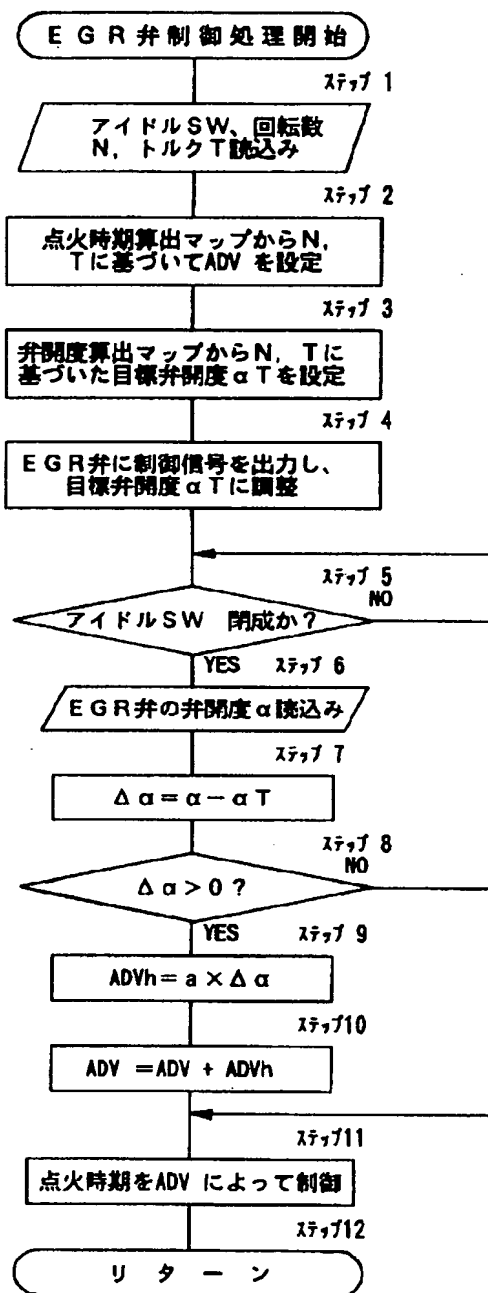 EGR弁制御処理開始
ステップ 1
アイドルSW、回転数
N，トルクT読込み
ステップ 2
点火時期算出マップからN，
Tに基づいてADV を設定
ステップ 3
弁開度算出マップからN，Tに
基づいた目標弁開度αTを設定
ステップ 4
EGR弁に制御信号を出力し、
目標弁開度αTに調整
ステップ 5
NO
アイドルSW 閉成か？
YES ステップ 6
EGR弁の弁開度α読込み
ステップ 7
Δα＝α－αT
ステップ 8
NO
Δα＞0？
YES ステップ 9
ADVh＝a×Δα
ステップ10
ADV ＝ADV + ADVh
ステップ11
点火時期をADV によって制御
ステップ12
リターン